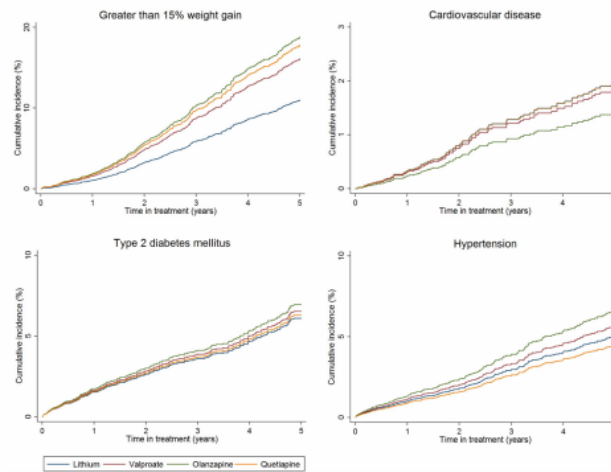 Greater than 15% weight gain
Cumulative incidence (%)
20
10
0
0 1 2 3 4 5
Time in treatment (years)
Cardiovascular disease
Cumulative incidence (%)
3
2
1
0
0 1 2 3 4
Time in treatment (years)
Type 2 diabetes mellitus
Cumulative incidence (%)
10
5
0
0 1 2 3 4 5
Time in treatment (years)
Hypertension
Cumulative incidence (%)
10
5
0
0 1 2 3 4
Time in treatment (years)
Lithium Valproate Olanzapine Quetiapine